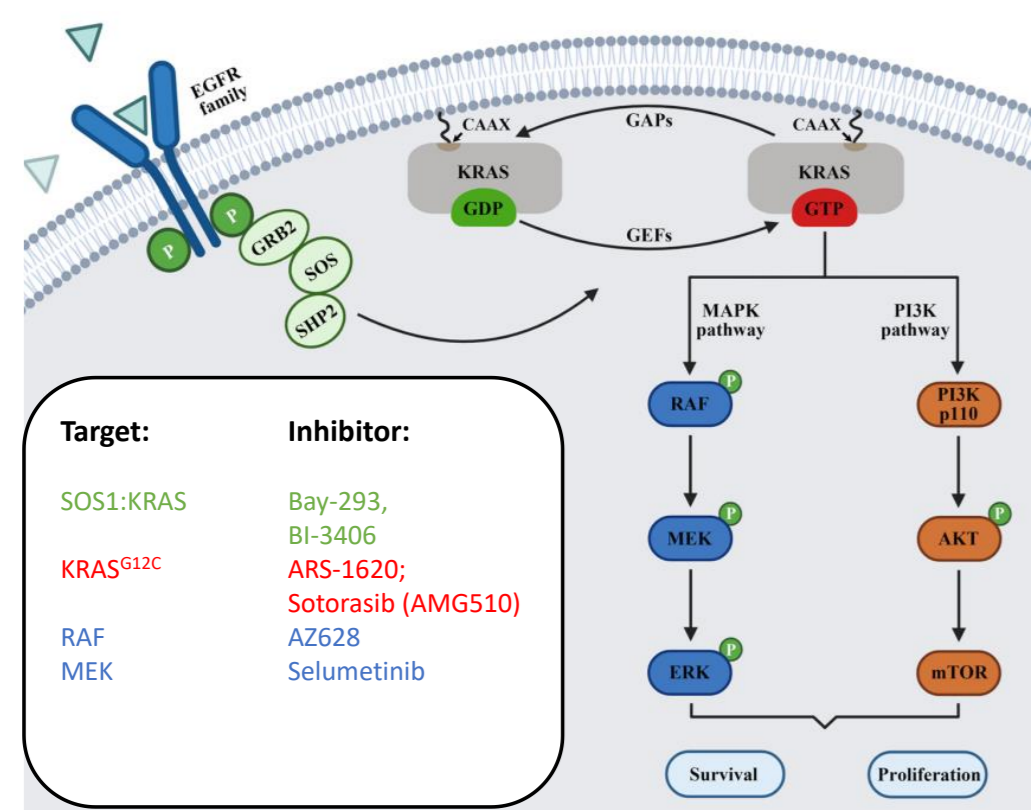 EGFR
family
CAAX
GAPs
CAAX
KRAS
KRAS
GDP
GTP
GEFs
P
P
GRB2
SOS
SHP2
MAPK
pathway
PI3K
pathway
RAF
P
PI3K
p110
MEK
P
AKT
P
ERK
P
mTOR
Survival
Proliferation
Target: Inhibitor:
SOS1:KRAS Bay-293,
BI-3406
KRASᴳ¹²ᶜ ARS-1620;
Sotorasib (AMG510)
RAF AZ628
MEK Selumetinib